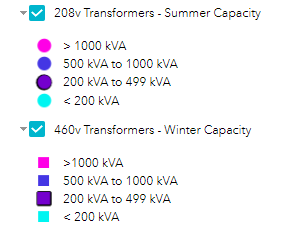 208v Transformers - Summer Capacity
> 1000 kVA
500 kVA to 1000 kVA
200 kVA to 499 kVA
< 200 kVA
460v Transformers - Winter Capacity
>1000 kVA
500 kVA to 1000 kVA
200 kVA to 499 kVA
< 200 kVA